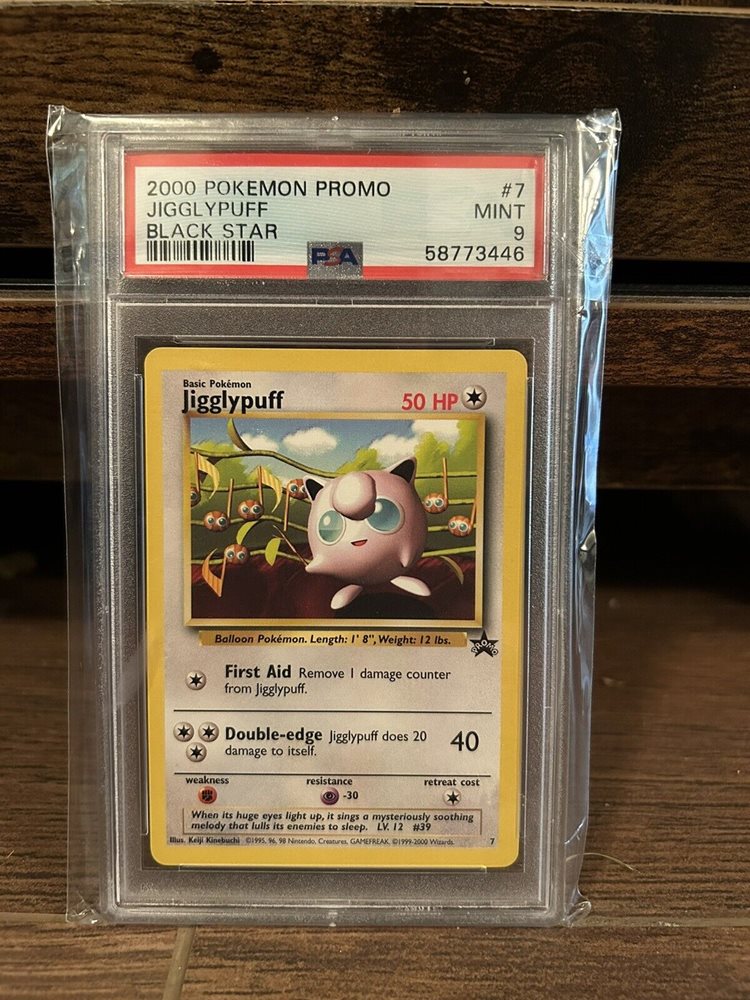 2000 POKEMON PROMO #7
JIGGLYPUFF MINT
BLACK STAR 9
PSA 58773446
Basic Pokémon
Jigglypuff 50 HP
Balloon Pokémon. Length: 1' 8", Weight: 12 lbs.
PROMO
First Aid Remove 1 damage counter
from Jigglypuff.
Double-edge Jigglypuff does 20 40
damage to itself.
weakness resistance retreat cost
-30
When its huge eyes light up, it sings a mysteriously soothing
melody that lulls its enemies to sleep. LV. 12 #39
Illus. Keiji Kinebuchi ©1995, 96, 98 Nintendo, Creatures, GAMEFREAK. ©1999-2000 Wizards. 7